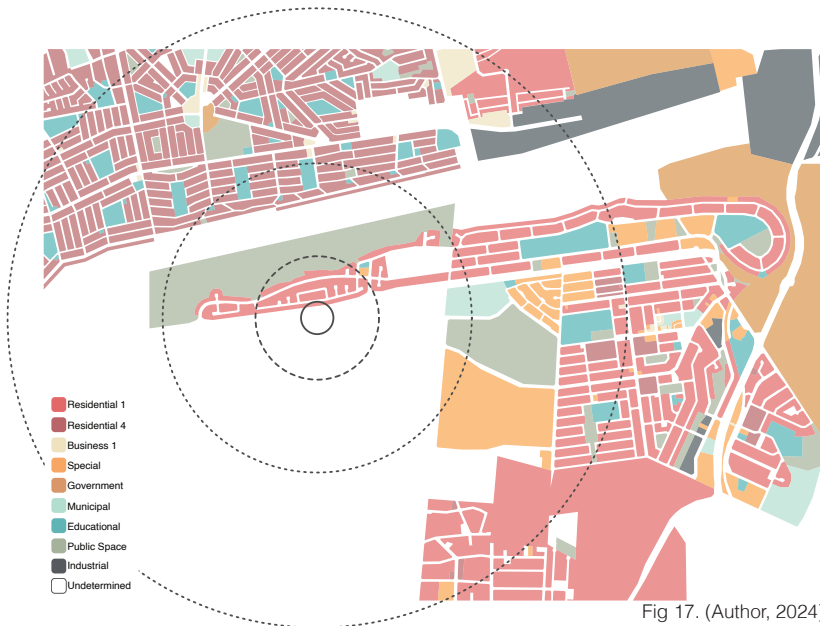 Residential 1
Residential 4
Business 1
Special
Government
Municipal
Educational
Public Space
Industrial
Undetermined
Fig 17. (Author, 2024)